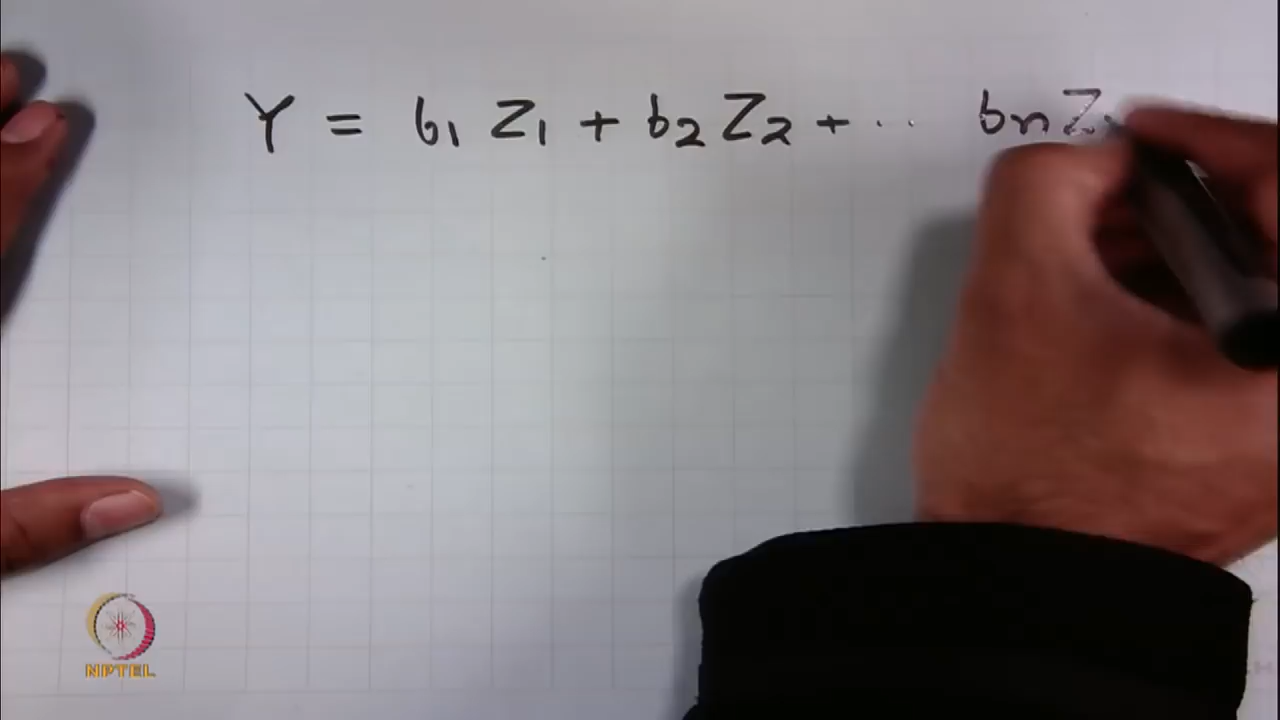 Y = b₁ Z₁ + b₂ Z₂ + ·· bₙ Z
NPTEL